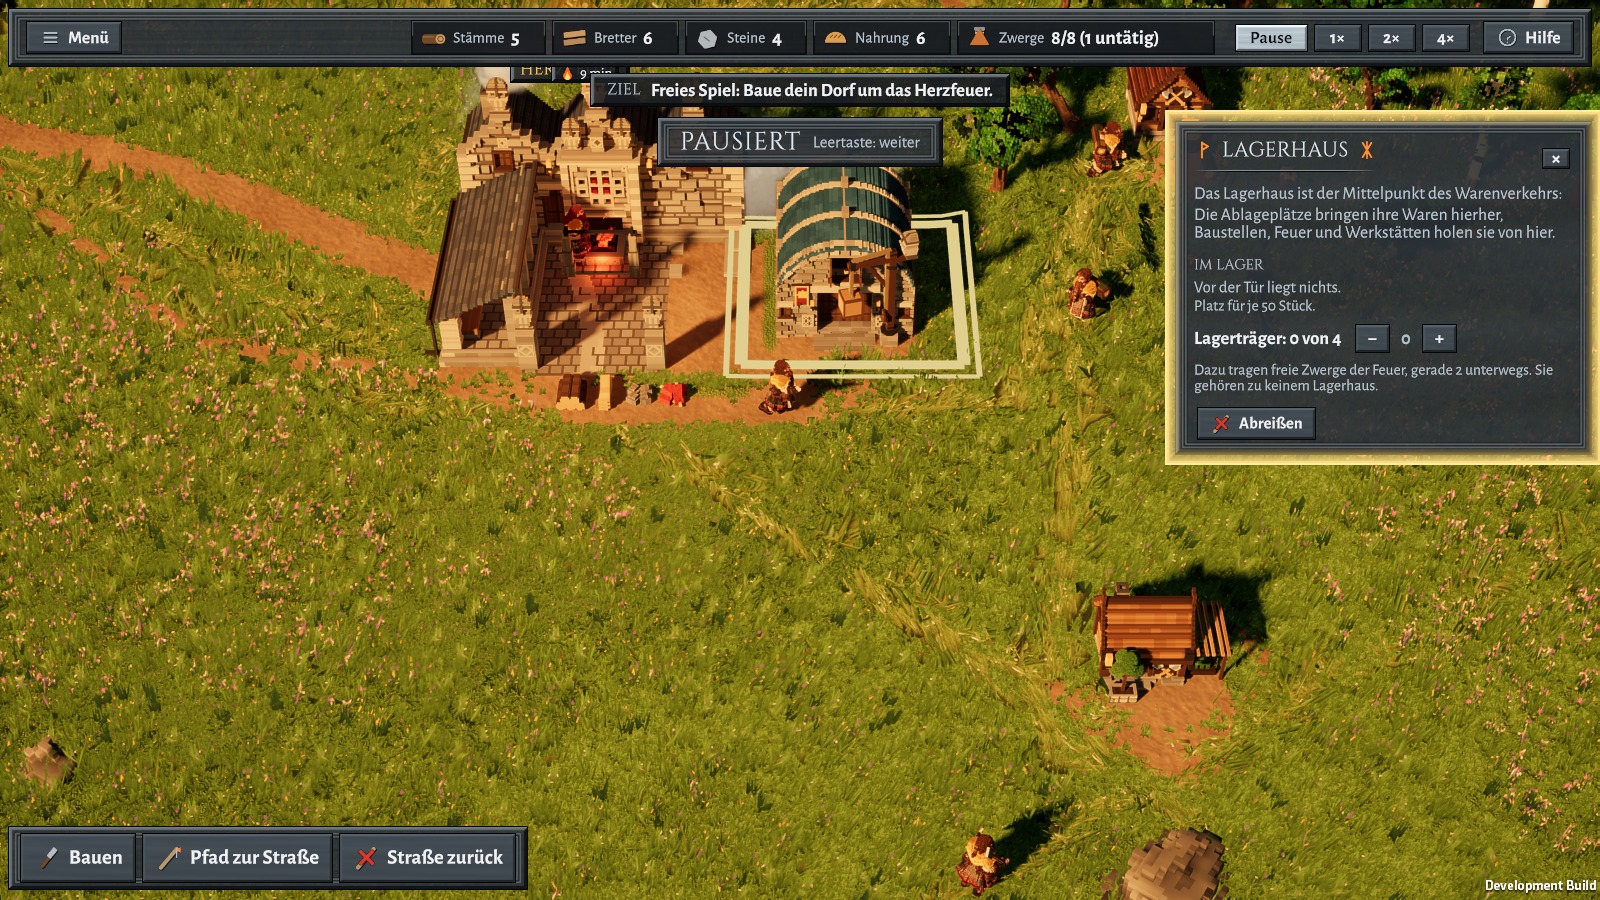 Menü
Stämme 5
Bretter 6
Steine 4
Nahrung 6
Zwerge 8/8 (1 untätig)
Pause
1×
2×
4×
Hilfe
9 min
ZIEL Freies Spiel: Baue dein Dorf um das Herzfeuer.
PAUSIERT Leertaste: weiter
LAGERHAUS
×
Das Lagerhaus ist der Mittelpunkt des Warenverkehrs:
Die Ablageplätze bringen ihre Waren hierher,
Baustellen, Feuer und Werkstätten holen sie von hier.
IM LAGER
Vor der Tür liegt nichts.
Platz für je 50 Stück.
Lagerträger: 0 von 4 − 0 +
Dazu tragen freie Zwerge der Feuer, gerade 2 unterwegs. Sie
gehören zu keinem Lagerhaus.
Abreißen
Bauen
Pfad zur Straße
Straße zurück
Development Build